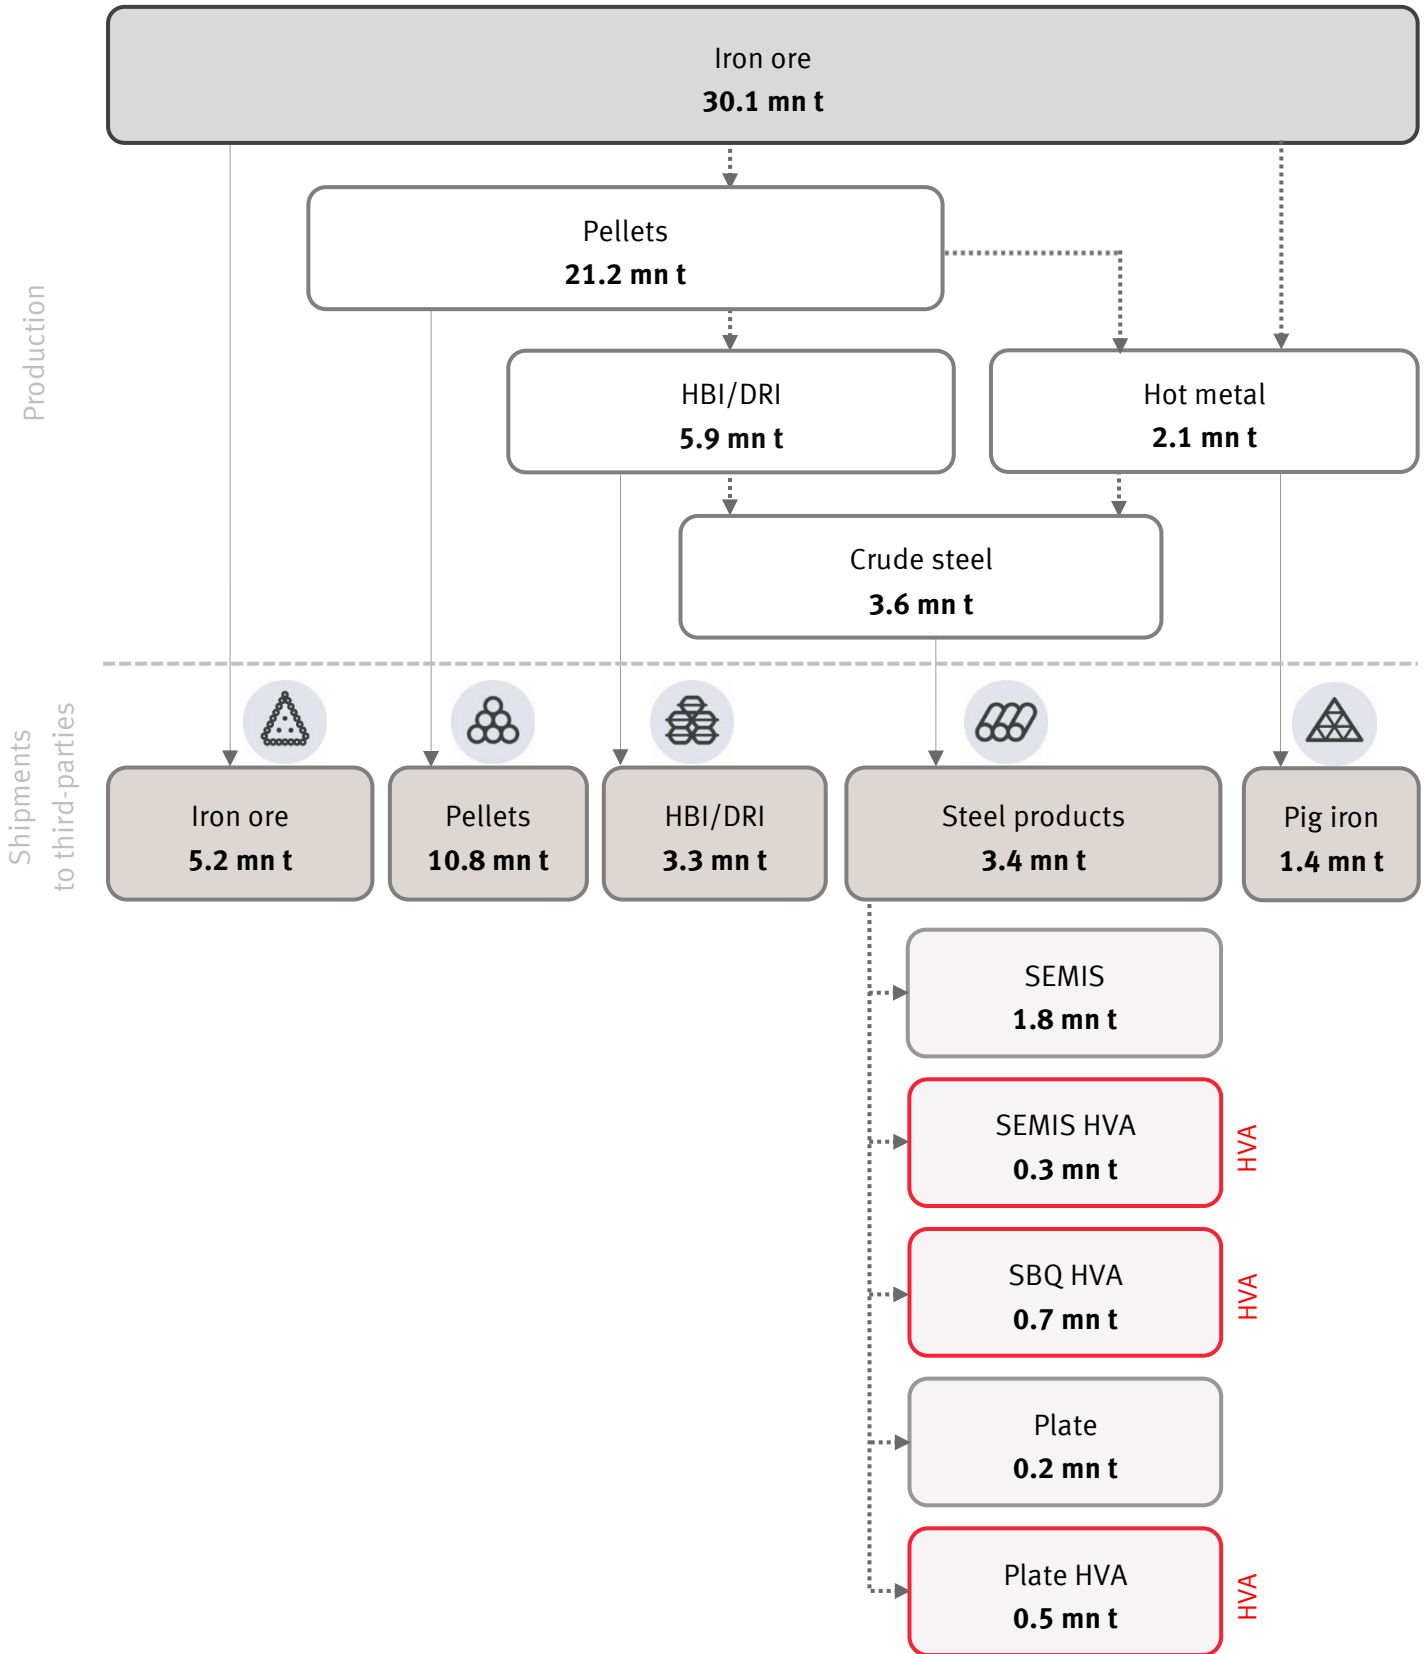 Iron ore
30.1 mn t
Production
Pellets
21.2 mn t
HBI/DRI
5.9 mn t
Hot metal
2.1 mn t
Crude steel
3.6 mn t
Shipments
to third-parties
Iron ore
5.2 mn t
Pellets
10.8 mn t
HBI/DRI
3.3 mn t
Steel products
3.4 mn t
Pig iron
1.4 mn t
SEMIS
1.8 mn t
SEMIS HVA
0.3 mn t
HVA
SBQ HVA
0.7 mn t
HVA
Plate
0.2 mn t
Plate HVA
0.5 mn t
HVA